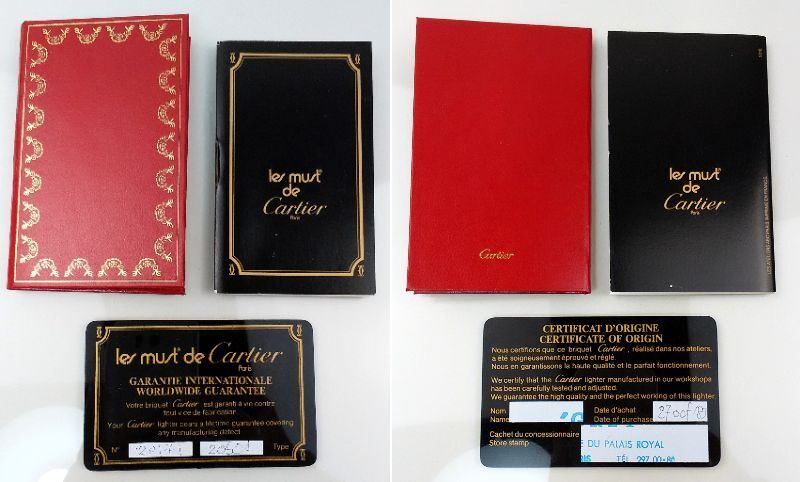 les must
de
Cartier
Paris
les must
de
Cartier
Paris
Cartier
les must de Cartier
Paris
GARANTIE INTERNATIONALE
WORLDWIDE GUARANTEE
Votre briquet Cartier est garanti à vie contre
tout vice de fabrication
Your Cartier lighter bears a lifetime guarantee covering
any manufacturing defect
N°
Type
CERTIFICAT D'ORIGINE
CERTIFICATE OF ORIGIN
Nous certifions que ce briquet Cartier, réalisé dans nos ateliers,
a été soigneusement éprouvé et réglé.
Nous en garantissons la haute qualité et le parfait fonctionnement.
We certify that the Cartier lighter manufactured in our workshops
has been carefully tested and adjusted.
We guarantee the high quality and the perfect working of this lighter
Nom
Name
Date d'achat
Date of purchase
27 oct
Cachet du concessionnaire
Store stamp
DU PALAIS ROYAL
TÉL. 297.00-